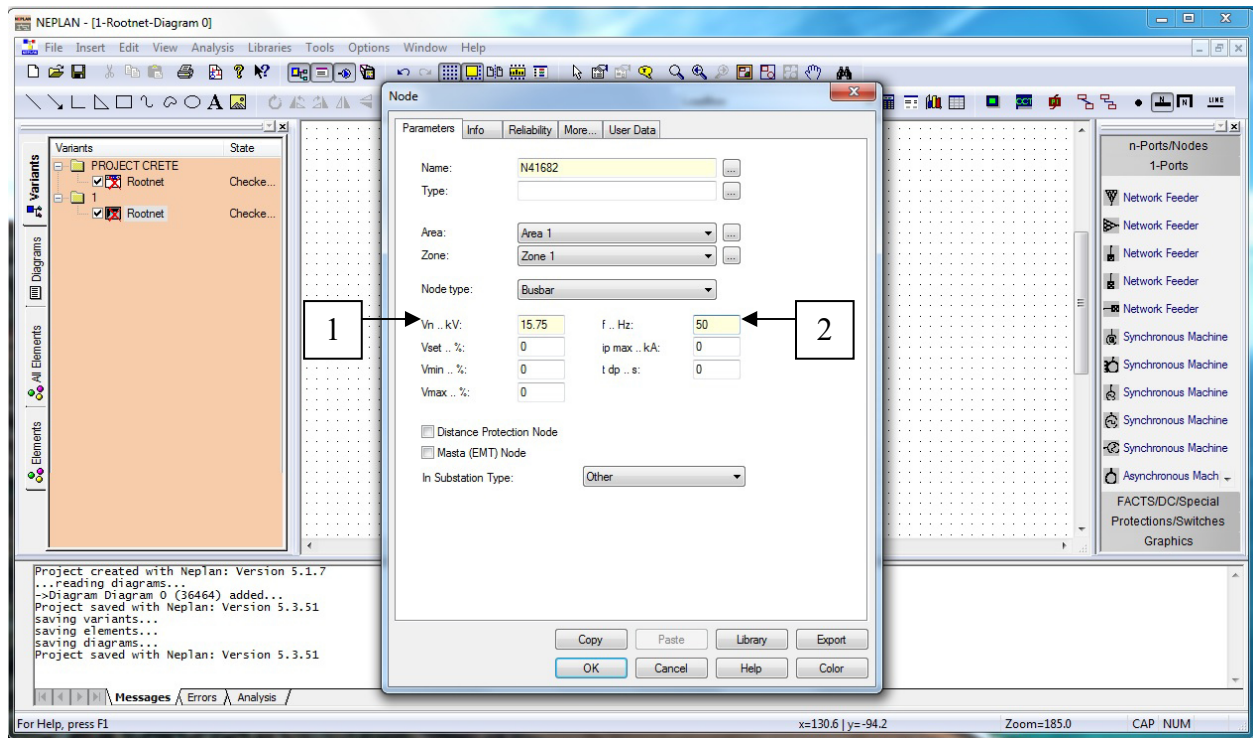 NEPLAN - [1-Rootnet-Diagram 0]
File Insert Edit View Analysis Libraries Tools Options Window Help
Variants State
PROJECT CRETE
Rootnet Checke...
1
Rootnet Checke...
Variants
Diagrams
All Elements
Elements
Node
Parameters Info Reliability More... User Data
Name: N41682 ...
Type: ...
Area: Area 1 ...
Zone: Zone 1 ...
Node type: Busbar
1
Vn .. kV: 15.75 f .. Hz: 50
2
Vset .. %: 0 ip max .. kA: 0
Vmin .. %: 0 t dp .. s: 0
Vmax .. %: 0
Distance Protection Node
Masta (EMT) Node
In Substation Type: Other
Copy Paste Library Export
OK Cancel Help Color
n-Ports/Nodes
1-Ports
Network Feeder
Network Feeder
Network Feeder
Network Feeder
Network Feeder
Synchronous Machine
Synchronous Machine
Synchronous Machine
Synchronous Machine
Synchronous Machine
Asynchronous Mach
FACTS/DC/Special
Protections/Switches
Graphics
Project created with Neplan: Version 5.1.7
...reading diagrams...
->Diagram Diagram 0 (36464) added...
Project saved with Neplan: Version 5.3.51
saving variants...
saving elements...
saving diagrams...
Project saved with Neplan: Version 5.3.51
Messages Errors Analysis
For Help, press F1 x=130.6 | y=-94.2 Zoom=185.0 CAP NUM